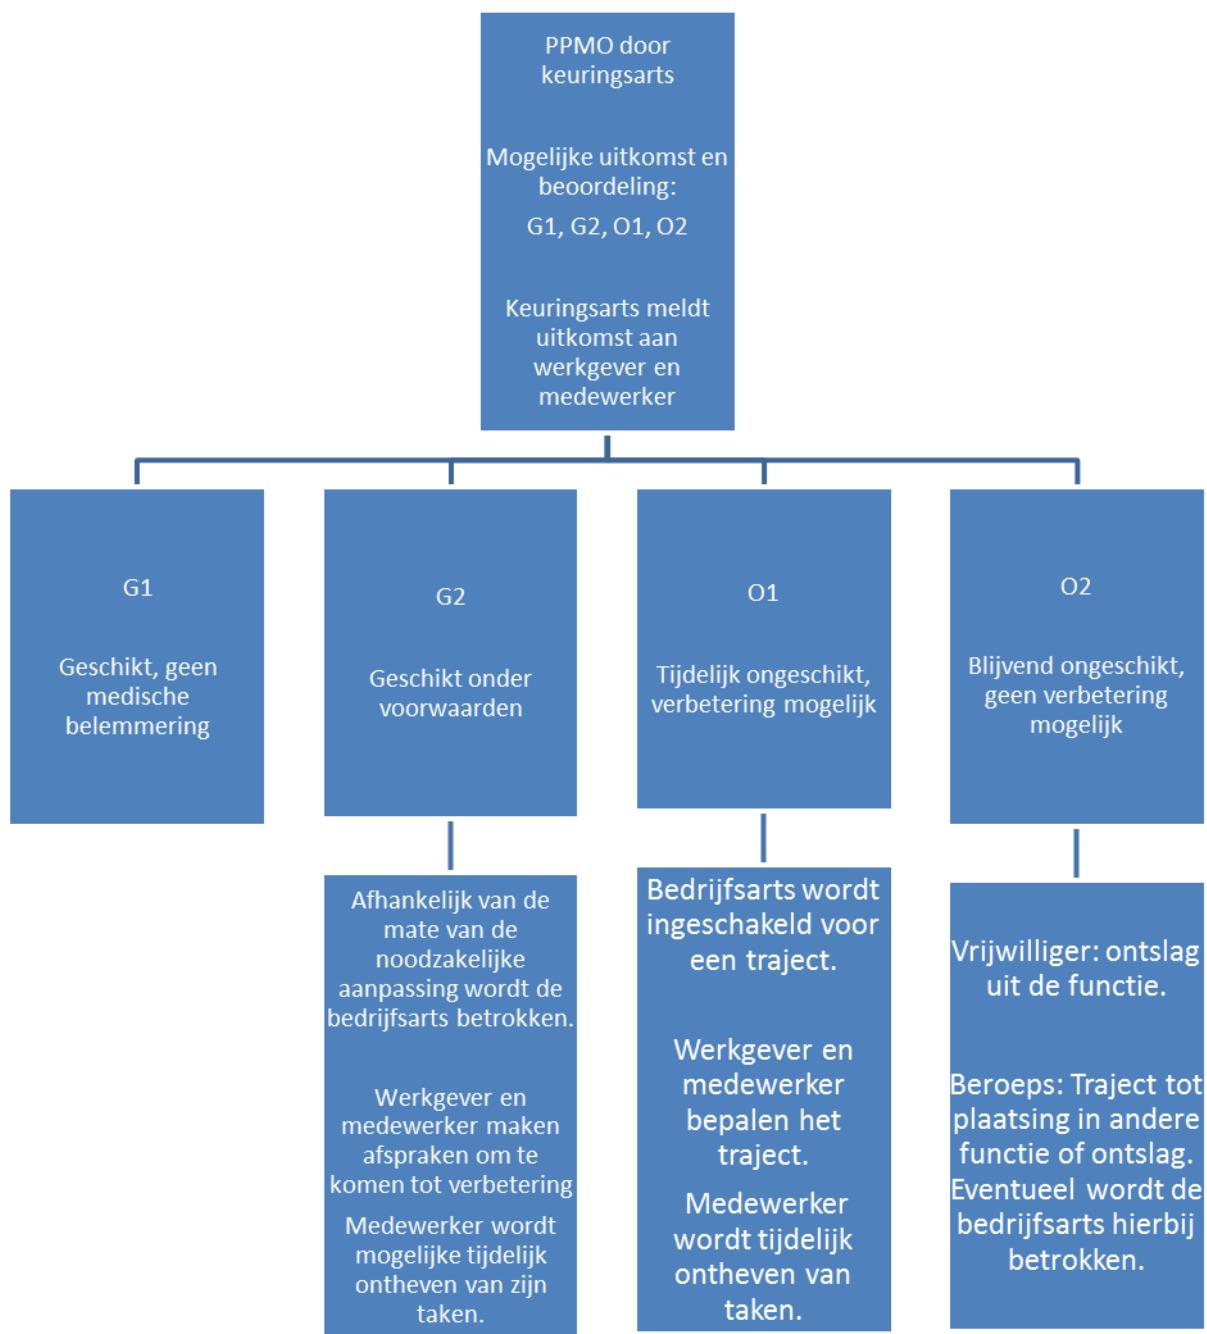 PPMO door
keuringsarts
Mogelijke uitkomst en
beoordeling:
G1, G2, O1, O2
Keuringsarts meldt
uitkomst aan
werkgever en
medewerker
G1
Geschikt, geen
medische
belemmering
G2
Geschikt onder
voorwaarden
O1
Tijdelijk ongeschikt,
verbetering mogelijk
O2
Blijvend ongeschikt,
geen verbetering
mogelijk
Afhankelijk van de
mate van de
noodzakelijke
aanpassing wordt de
bedrijfsarts betrokken.
Werkgever en
medewerker maken
afspraken om te
komen tot verbetering
Medewerker wordt
mogelijke tijdelijk
ontheven van zijn
taken.
Bedrijfsarts wordt
ingeschakeld voor
een traject.
Werkgever en
medewerker
bepalen het
traject.
Medewerker
wordt tijdelijk
ontheven van
taken.
Vrijwilliger: ontslag
uit de functie.
Beroeps: Traject tot
plaatsing in andere
functie of ontslag.
Eventueel wordt de
bedrijfsarts hierbij
betrokken.